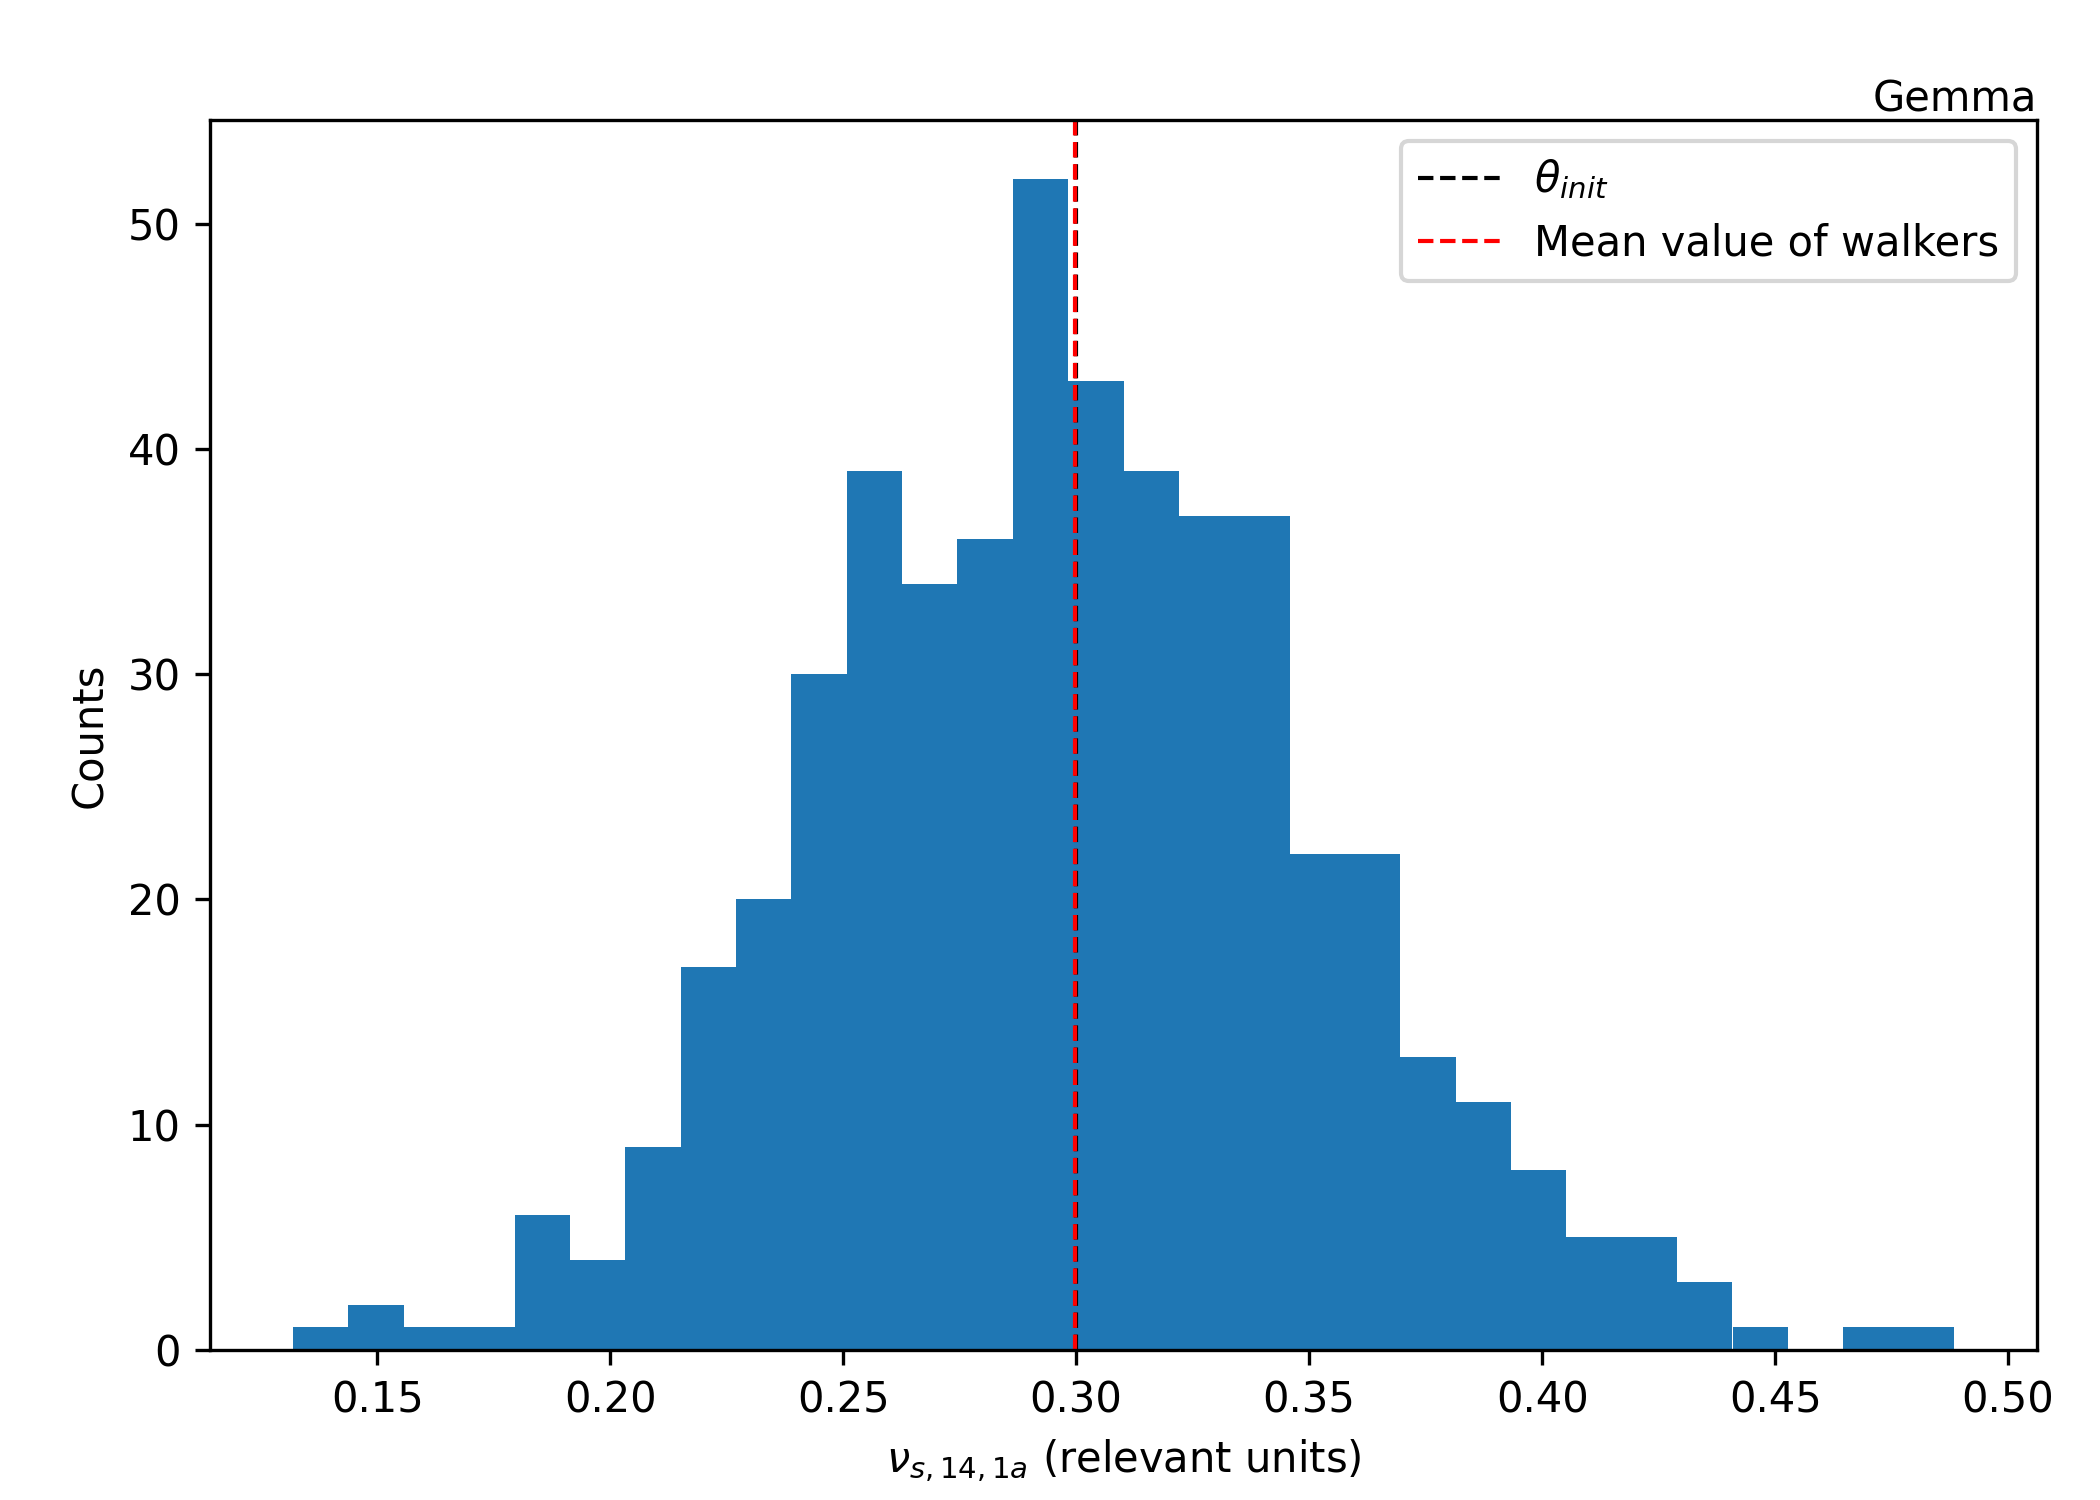 Gemma
θinit
Mean value of walkers
50
40
30
20
10
0
Counts
0.15 0.20 0.25 0.30 0.35 0.40 0.45 0.50
νs, 14, 1a (relevant units)